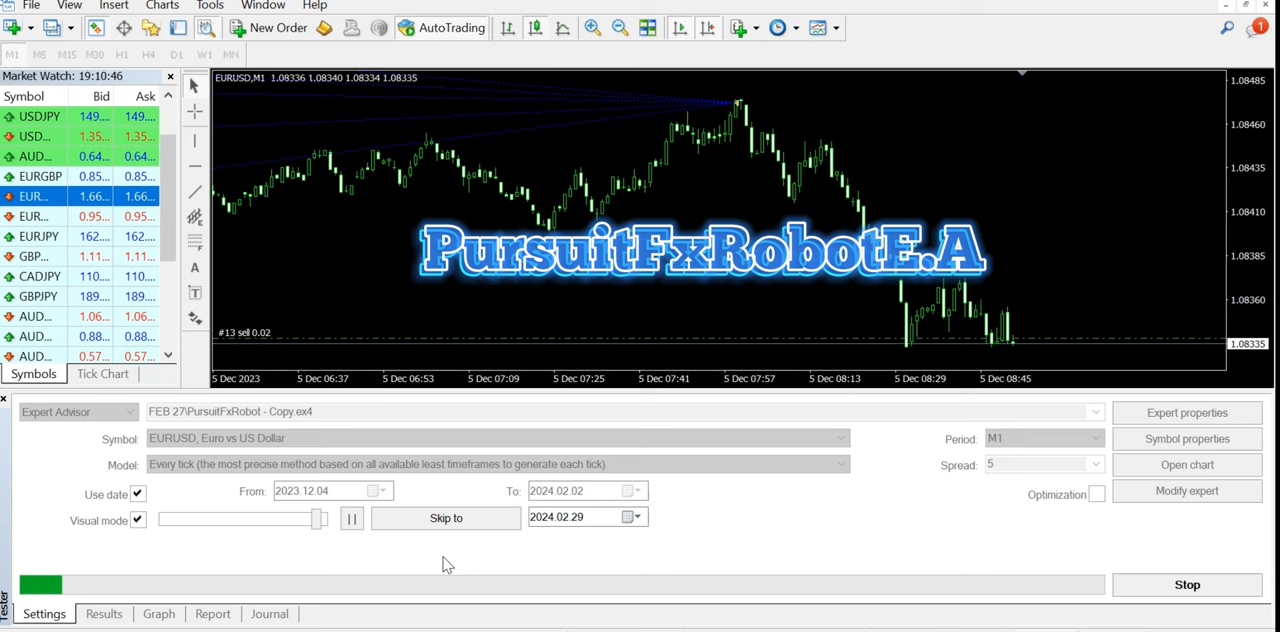 File View Insert Charts Tools Window Help
New Order AutoTrading 1
M1 M5 M15 M30 H1 H4 D1 W1 MN
Market Watch: 19:10:46
Symbol Bid Ask
USDJPY 149.... 149....
USD... 1.35... 1.35...
AUD... 0.64... 0.64...
EURGBP 0.85... 0.85...
EUR... 1.66... 1.66...
EUR... 0.95... 0.95...
EURJPY 162.... 162....
GBP... 1.11... 1.11...
CADJPY 110.... 110....
GBPJPY 189.... 189....
AUD... 1.06... 1.06...
AUD... 0.88... 0.88...
AUD... 0.57... 0.57...
Symbols Tick Chart
EURUSD,M1 1.08336 1.08340 1.08334 1.08335
PursuitFxRobotE.A
#13 sell 0.02
1.08485
1.08460
1.08435
1.08410
1.08385
1.08360
1.08335
5 Dec 2023 5 Dec 06:37 5 Dec 06:53 5 Dec 07:09 5 Dec 07:25 5 Dec 07:41 5 Dec 07:57 5 Dec 08:13 5 Dec 08:29 5 Dec 08:45
Expert Advisor FEB 27\PursuitFxRobot - Copy.ex4 Expert properties
Symbol: EURUSD, Euro vs US Dollar Period: M1 Symbol properties
Model: Every tick (the most precise method based on all available least timeframes to generate each tick) Spread: 5 Open chart
Use date From: 2023.12.04 To: 2024.02.02 Optimization Modify expert
Visual mode Skip to 2024.02.29
Stop
Tester
Settings Results Graph Report Journal